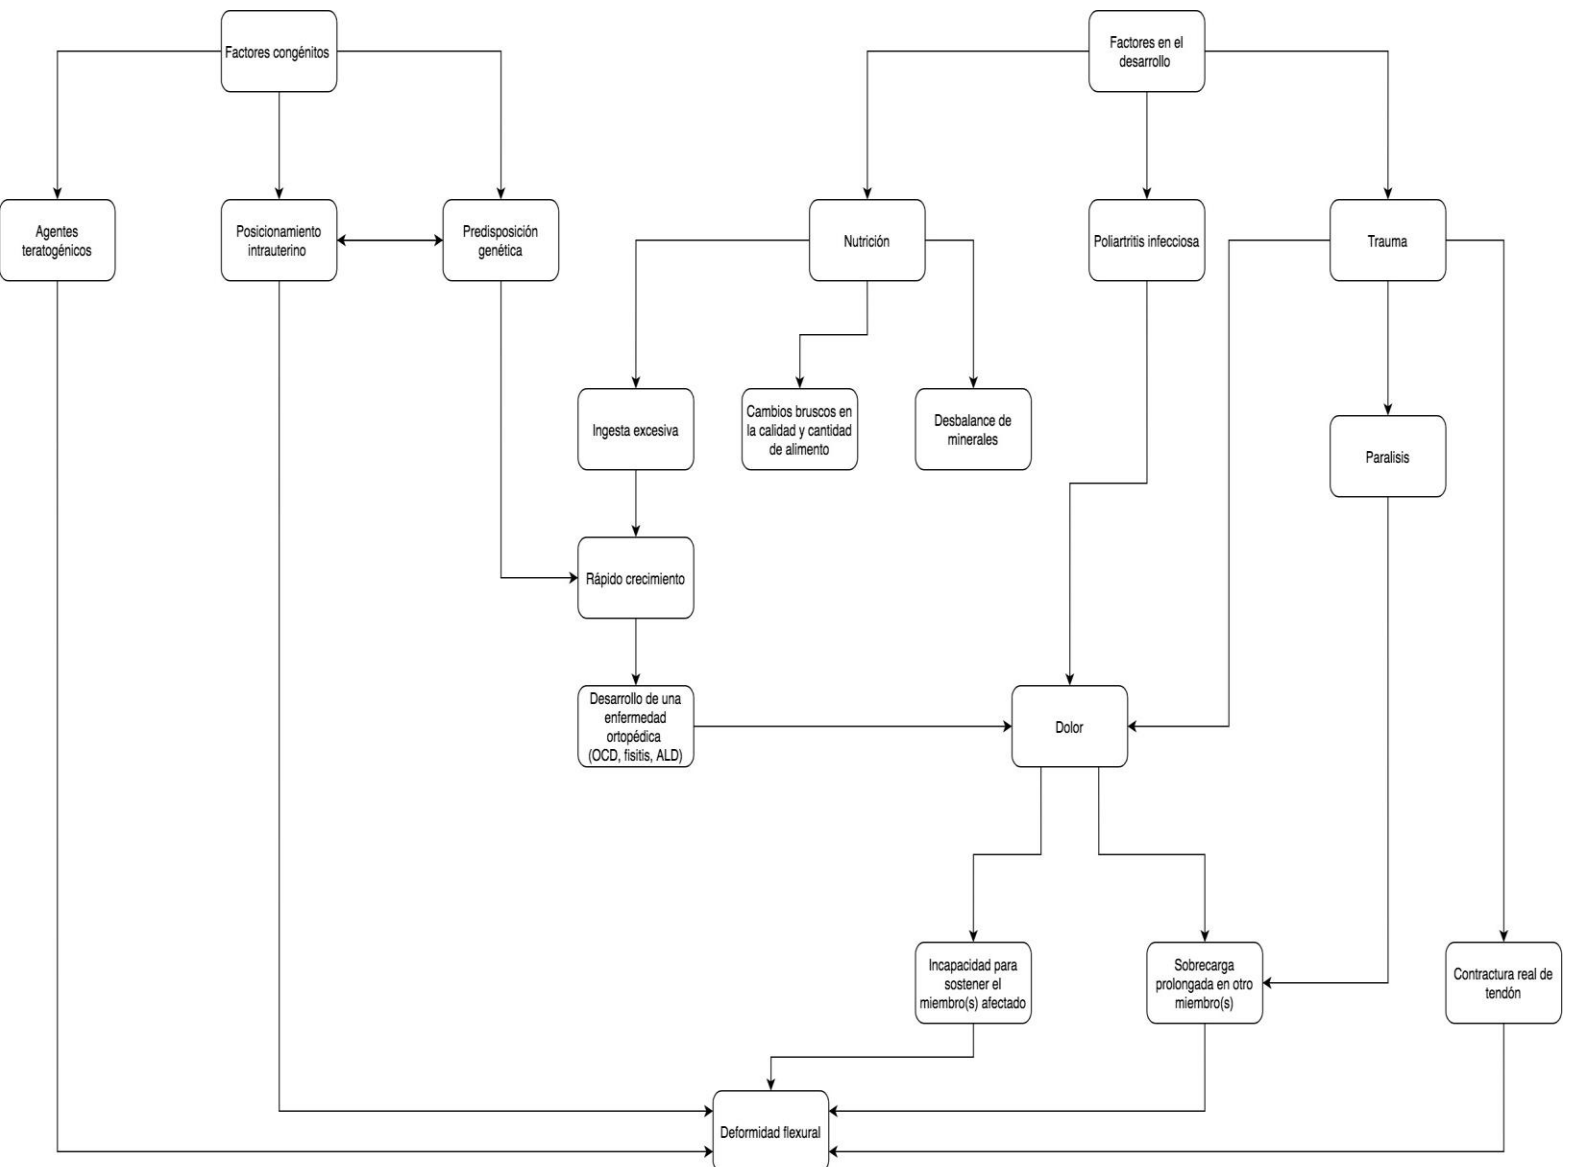 Factores congénitos
Factores en el
desarrollo
Agentes
teratogénicos
Posicionamiento
intrauterino
Predisposición
genética
Nutrición
Poliartritis infecciosa
Trauma
Ingesta excesiva
Cambios bruscos en
la calidad y cantidad
de alimento
Desbalance de
minerales
Paralisis
Rápido crecimiento
Desarrollo de una
enfermedad
ortopédica
(OCD, fisitis, ALD)
Dolor
Incapacidad para
sostener el
miembro(s) afectado
Sobrecarga
prolongada en otro
miembro(s)
Contractura real de
tendón
Deformidad flexural